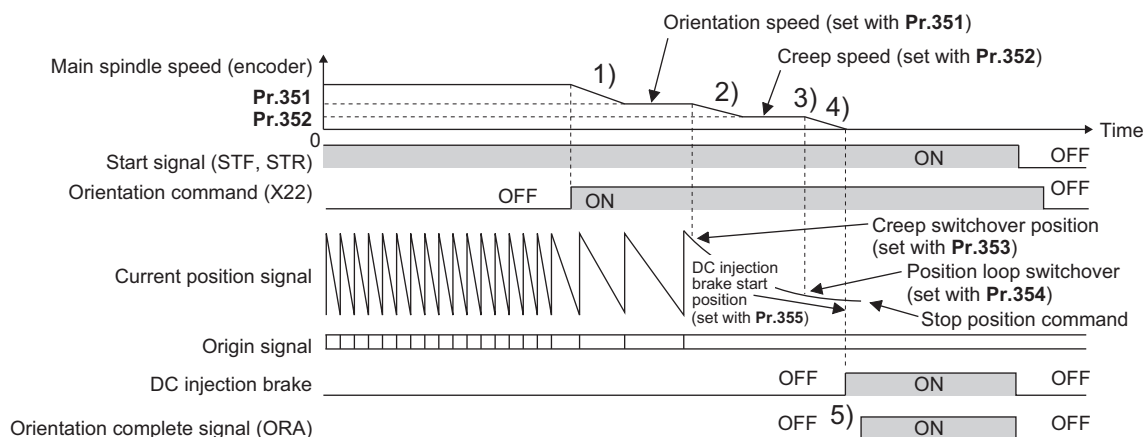 Orientation speed (set with Pr.351)
Creep speed (set with Pr.352)
Main spindle speed (encoder)
1)
2)
3)
4)
Pr.351
Pr.352
0
Time
Start signal (STF, STR)
ON
OFF
Orientation command (X22)
OFF
ON
OFF
Creep switchover position
(set with Pr.353)
Current position signal
DC injection
brake start
position
(set with Pr.355)
Position loop switchover
(set with Pr.354)
Stop position command
Origin signal
DC injection brake
OFF
ON
OFF
Orientation complete signal (ORA)
OFF
5)
ON
OFF